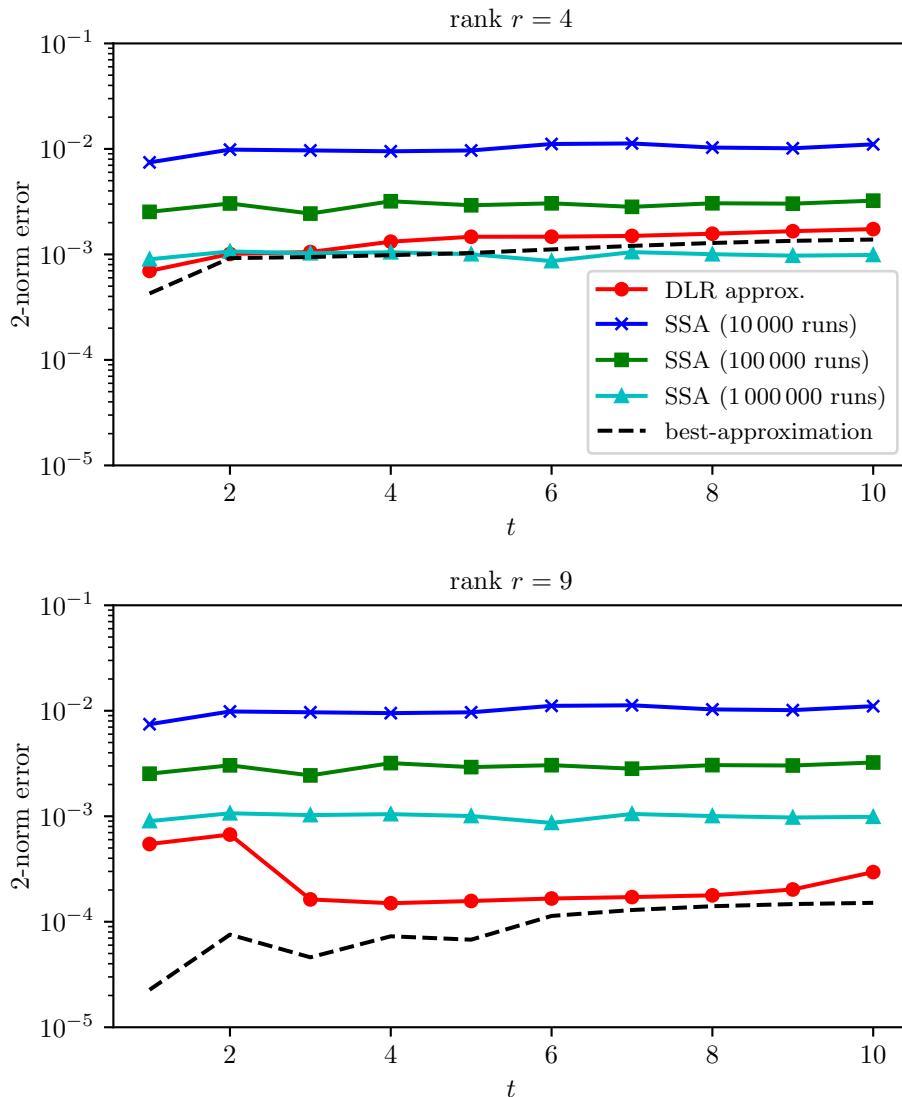 rank r = 4
10⁻¹
10⁻²
10⁻³
10⁻⁴
10⁻⁵
2-norm error
DLR approx.
SSA (10 000 runs)
SSA (100 000 runs)
SSA (1 000 000 runs)
best-approximation
2 4 6 8 10
t
rank r = 9
10⁻¹
10⁻²
10⁻³
10⁻⁴
10⁻⁵
2-norm error
2 4 6 8 10
t